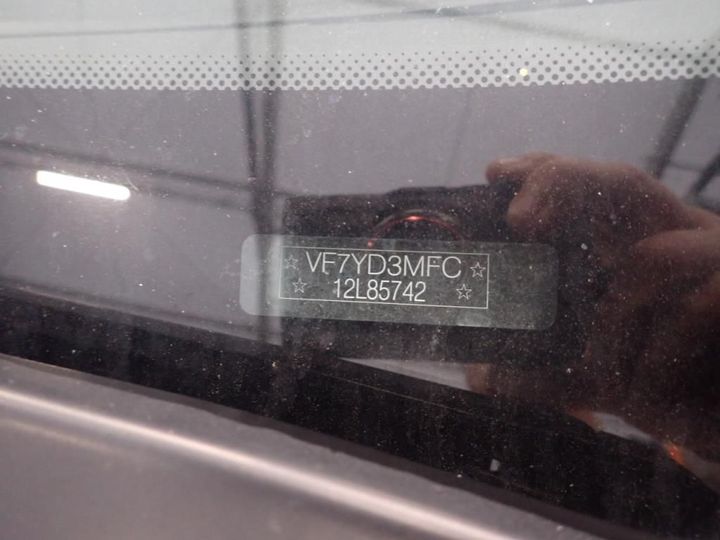 ☆ VF7YD3MFC ☆
☆ 12L85742 ☆